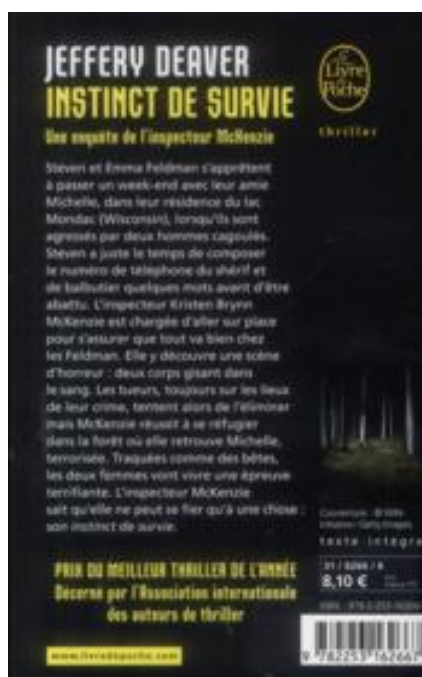 JEFFERY DEAVER
INSTINCT DE SURVIE
Une enquête de l'inspecteur McKenzie
Le
Livre
de
Poche
thriller
Steven et Emma Feldman s'apprêtent
à passer un week-end avec leur amie
Michelle, dans leur résidence du lac
Mondac (Wisconsin), lorsqu'ils sont
agressés par deux hommes cagoulés.
Steven a juste le temps de composer
le numéro de téléphone du shérif et
de balbutier quelques mots avant d'être
abattu. L'inspecteur Kristen Brynn
McKenzie est chargée d'aller sur place
pour s'assurer que tout va bien chez
les Feldman. Elle y découvre une scène
d'horreur : deux corps gisant dans
le sang. Les tueurs, toujours sur les lieux
de leur crime, tentent alors de l'éliminer
mais McKenzie réussit à se réfugier
dans la forêt où elle retrouve Michelle,
terrorisée. Traquées comme des bêtes,
les deux femmes vont vivre une épreuve
terrifiante. L'inspecteur McKenzie
sait qu'elle ne peut se fier qu'à une chose :
son instinct de survie.
PRIX DU MEILLEUR THRILLER DE L'ANNÉE
Décerné par l'Association internationale
des auteurs de thriller
www.livredepoche.com
Couverture :
Getty Images
texte intégra
8,10 €
ISBN :